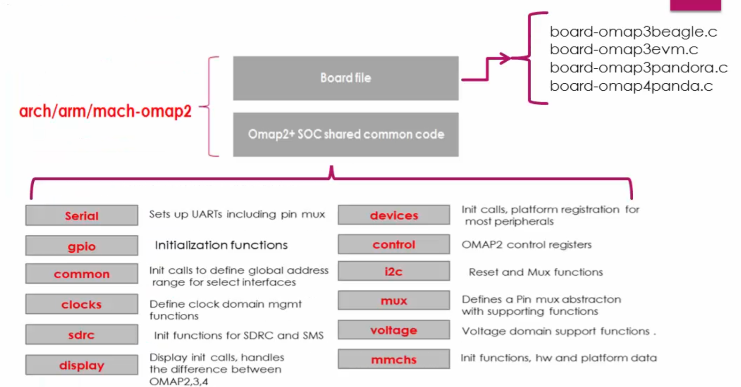 board-omap3beagle.c
board-omap3evm.c
board-omap3pandora.c
board-omap4panda.c
Board file
arch/arm/mach-omap2
Omap2+ SOC shared common code
Serial
Sets up UARTs including pin mux
gpio
Initialization functions
common
Init calls to define global address
range for select interfaces
clocks
Define clock domain mgmt
functions
sdrc
Init functions for SDRC and SMS
display
Display init calls, handles
the difference between
OMAP2,3,4
devices
Init calls, platform registration for
most peripherals
control
OMAP2 control registers
i2c
Reset and Mux functions
mux
Defines a Pin mux abstracton
with supporting functions
voltage
Voltage domain support functions .
mmchs
Init functions, hw and platform data